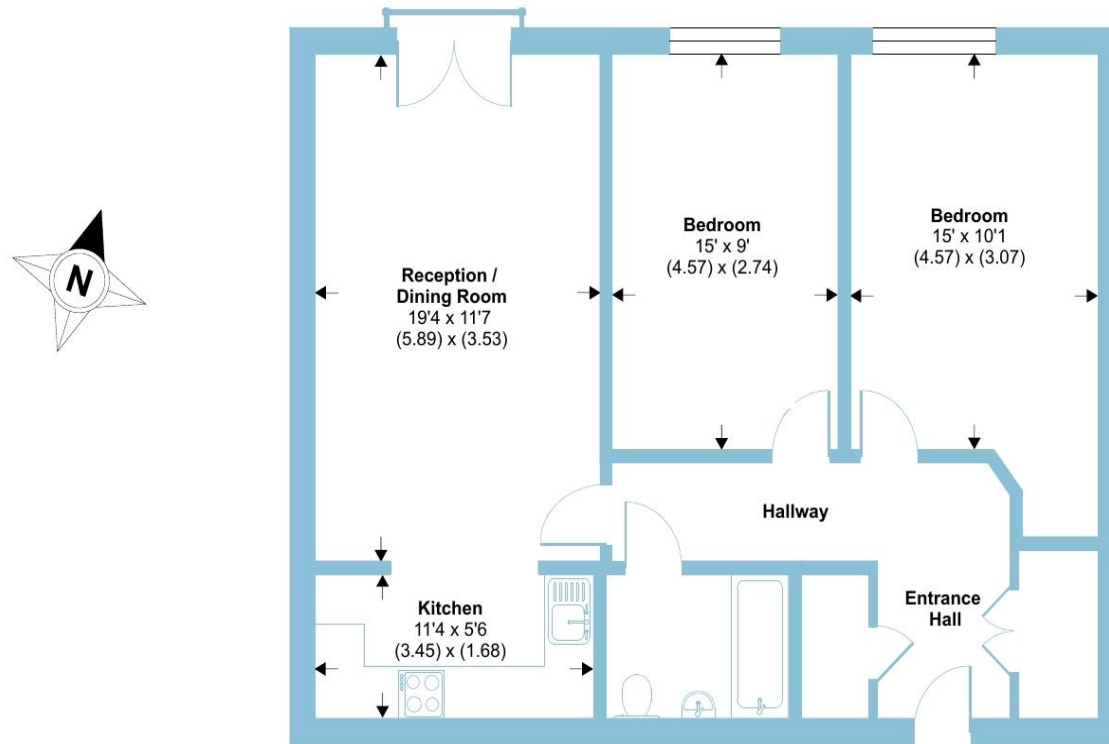 N
Reception /
Dining Room
19'4 x 11'7
(5.89) x (3.53)
Bedroom
15' x 9'
(4.57) x (2.74)
Bedroom
15' x 10'1
(4.57) x (3.07)
Hallway
Kitchen
11'4 x 5'6
(3.45) x (1.68)
Entrance
Hall